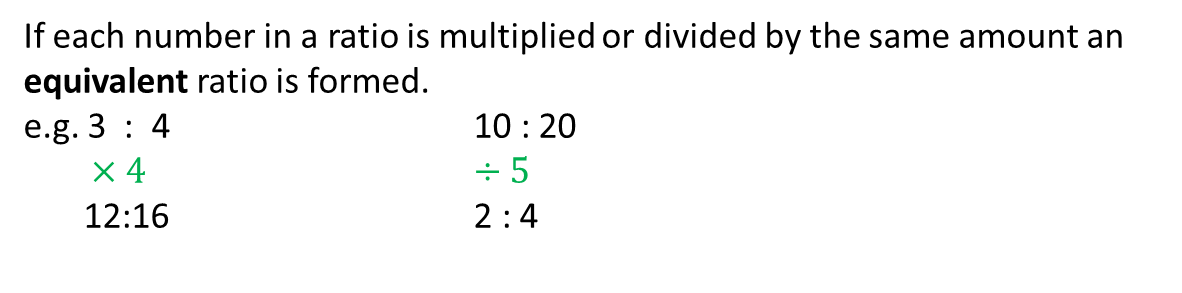 If each number in a ratio is multiplied or divided by the same amount an
equivalent ratio is formed.
e.g. 3 : 4 10 : 20
× 4 ÷ 5
12:16 2 : 4